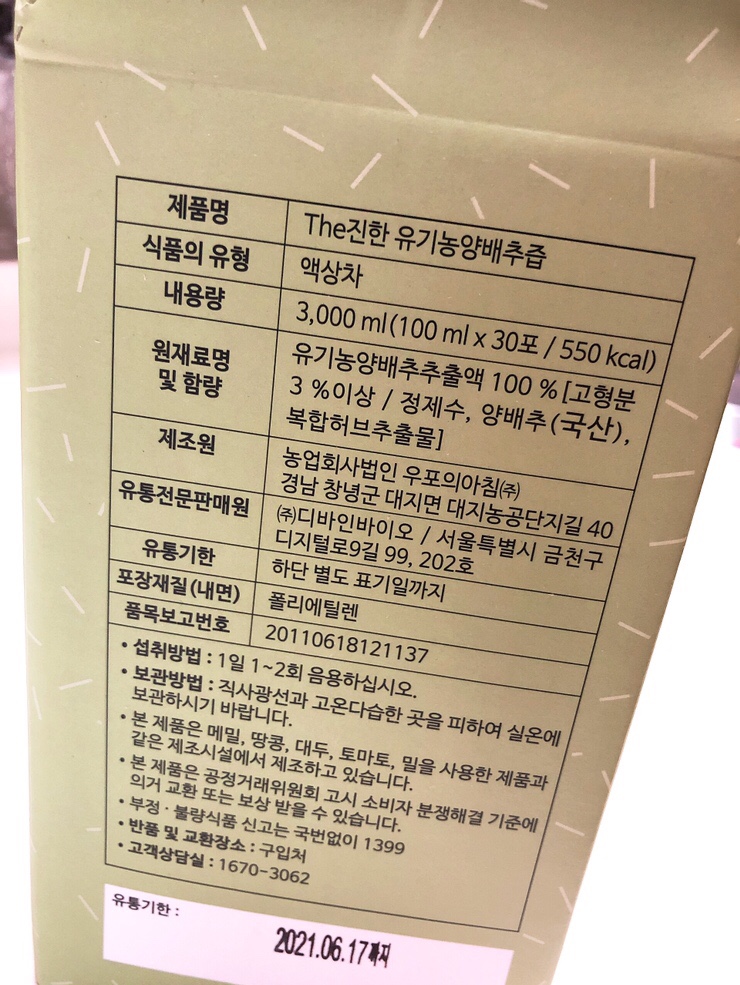 제품명 The진한 유기농양배추즙
식품의 유형 액상차
내용량 3,000 ml(100 ml x 30포 / 550 kcal)
원재료명
및 함량
유기농양배추추출액 100 % [고형분
3 %이상 / 정제수, 양배추(국산),
복합허브추출물]
제조원
농업회사법인 우포의아침㈜
경남 창녕군 대지면 대지농공단지길 40
유통전문판매원
㈜디바인바이오 / 서울특별시 금천구
디지털로9길 99, 202호
유통기한 하단 별도 표기일까지
포장재질(내면) 폴리에틸렌
품목보고번호 20110618121137
• 섭취방법 : 1일 1~2회 음용하십시오.
• 보관방법 : 직사광선과 고온다습한 곳을 피하여 실온에
보관하시기 바랍니다.
• 본 제품은 메밀, 땅콩, 대두, 토마토, 밀을 사용한 제품과
같은 제조시설에서 제조하고 있습니다.
• 본 제품은 공정거래위원회 고시 소비자 분쟁해결 기준에
의거 교환 또는 보상 받을 수 있습니다.
• 부정 · 불량식품 신고는 국번없이 1399
• 반품 및 교환장소 : 구입처
• 고객상담실 : 1670-3062
유통기한 :
2021.06.17까지